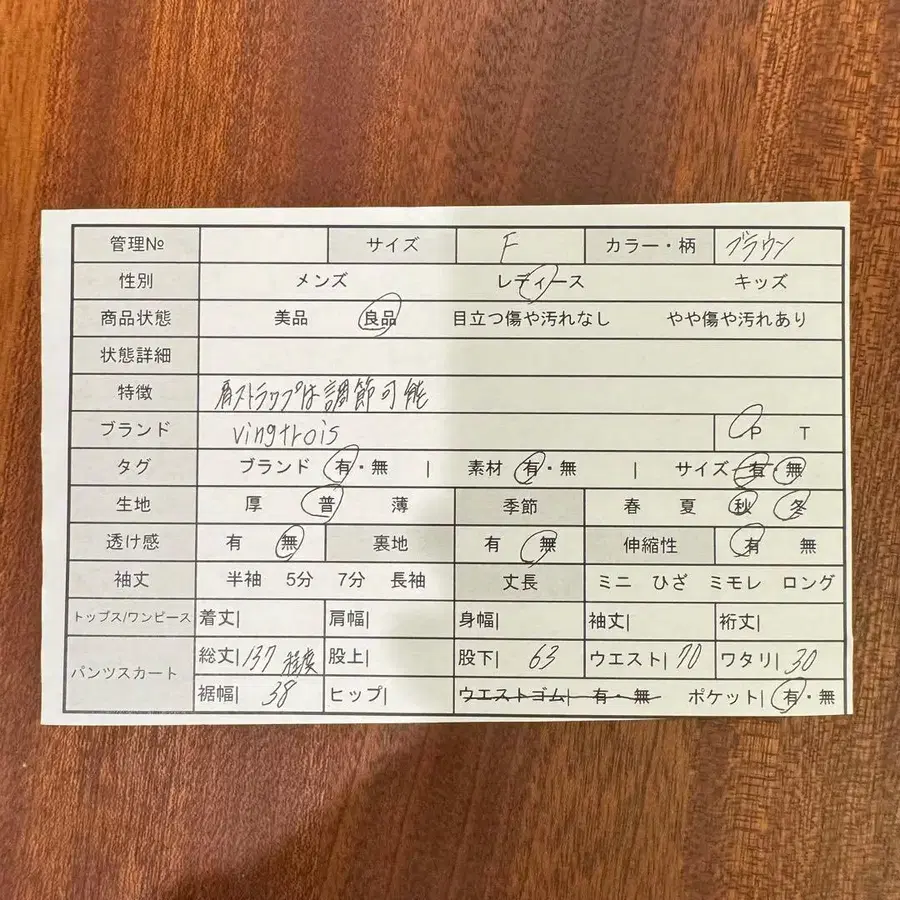 管理№ サイズ F カラー・柄 ブラウン
性別 メンズ レディース キッズ
商品状態 美品 良品 目立つ傷や汚れなし やや傷や汚れあり
状態詳細
特徴 肩ストラップは調節可能
ブランド vingtrois P T
タグ ブランド 有・無 | 素材 有・無 | サイズ 有・無
生地 厚 普 薄 季節 春 夏 秋 冬
透け感 有 無 裏地 有 無 伸縮性 有 無
袖丈 半袖 5分 7分 長袖 丈長 ミニ ひざ ミモレ ロング
トップス/ワンピース 着丈| 肩幅| 身幅| 袖丈| 裄丈|
パンツスカート 総丈| 137 程度 股上| 股下| 63 ウエスト| 70 ワタリ| 30
裾幅| 38 ヒップ| ウエストゴム| 有・無 ポケット| 有・無